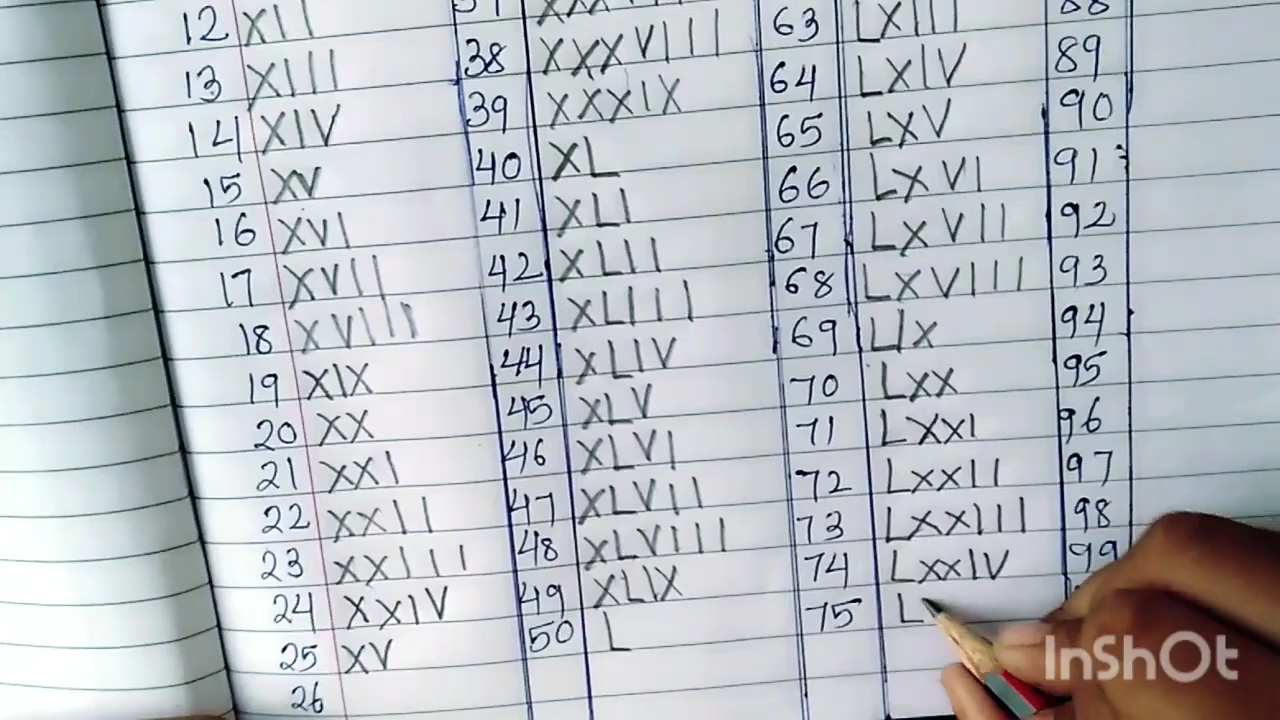 12 XII
13 XIII
14 XIV
15 XV
16 XVI
17 XVII
18 XVIII
19 XIX
20 XX
21 XXI
22 XXII
23 XXIII
24 XXIV
25 XV
26
38 XXXVIII
39 XXXIX
40 XL
41 XLI
42 XLII
43 XLIII
44 XLIV
45 XLV
46 XLVI
47 XLVII
48 XLVIII
49 XLIX
50 L
63 LXIII
64 LXIV
65 LXV
66 LXVI
67 LXVII
68 LXVIII
69 LIX
70 LXX
71 LXXI
72 LXXII
73 LXXIII
74 LXXIV
75 L
88
89
90
91
92
93
94
95
96
97
98
99
InShOt